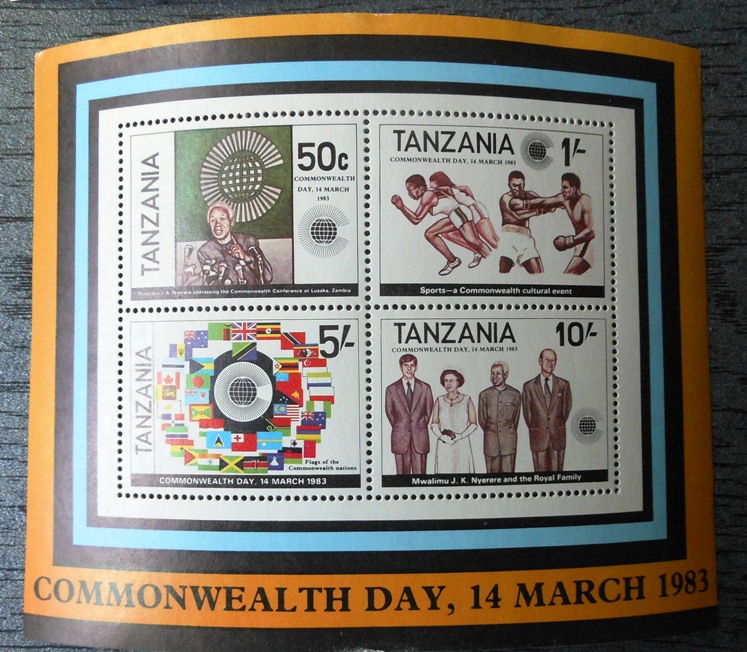 TANZANIA
50c
COMMONWEALTH
DAY, 14 MARCH
1983
Mwalimu J. K. Nyerere addressing the Commonwealth Conference at Lusaka, Zambia
TANZANIA
1/-
COMMONWEALTH DAY, 14 MARCH 1983
Sports—a Commonwealth cultural event
TANZANIA
5/-
Flags of the
Commonwealth nations
COMMONWEALTH DAY, 14 MARCH 1983
TANZANIA
10/-
COMMONWEALTH DAY, 14 MARCH 1983
Mwalimu J. K. Nyerere and the Royal Family
COMMONWEALTH DAY, 14 MARCH 1983